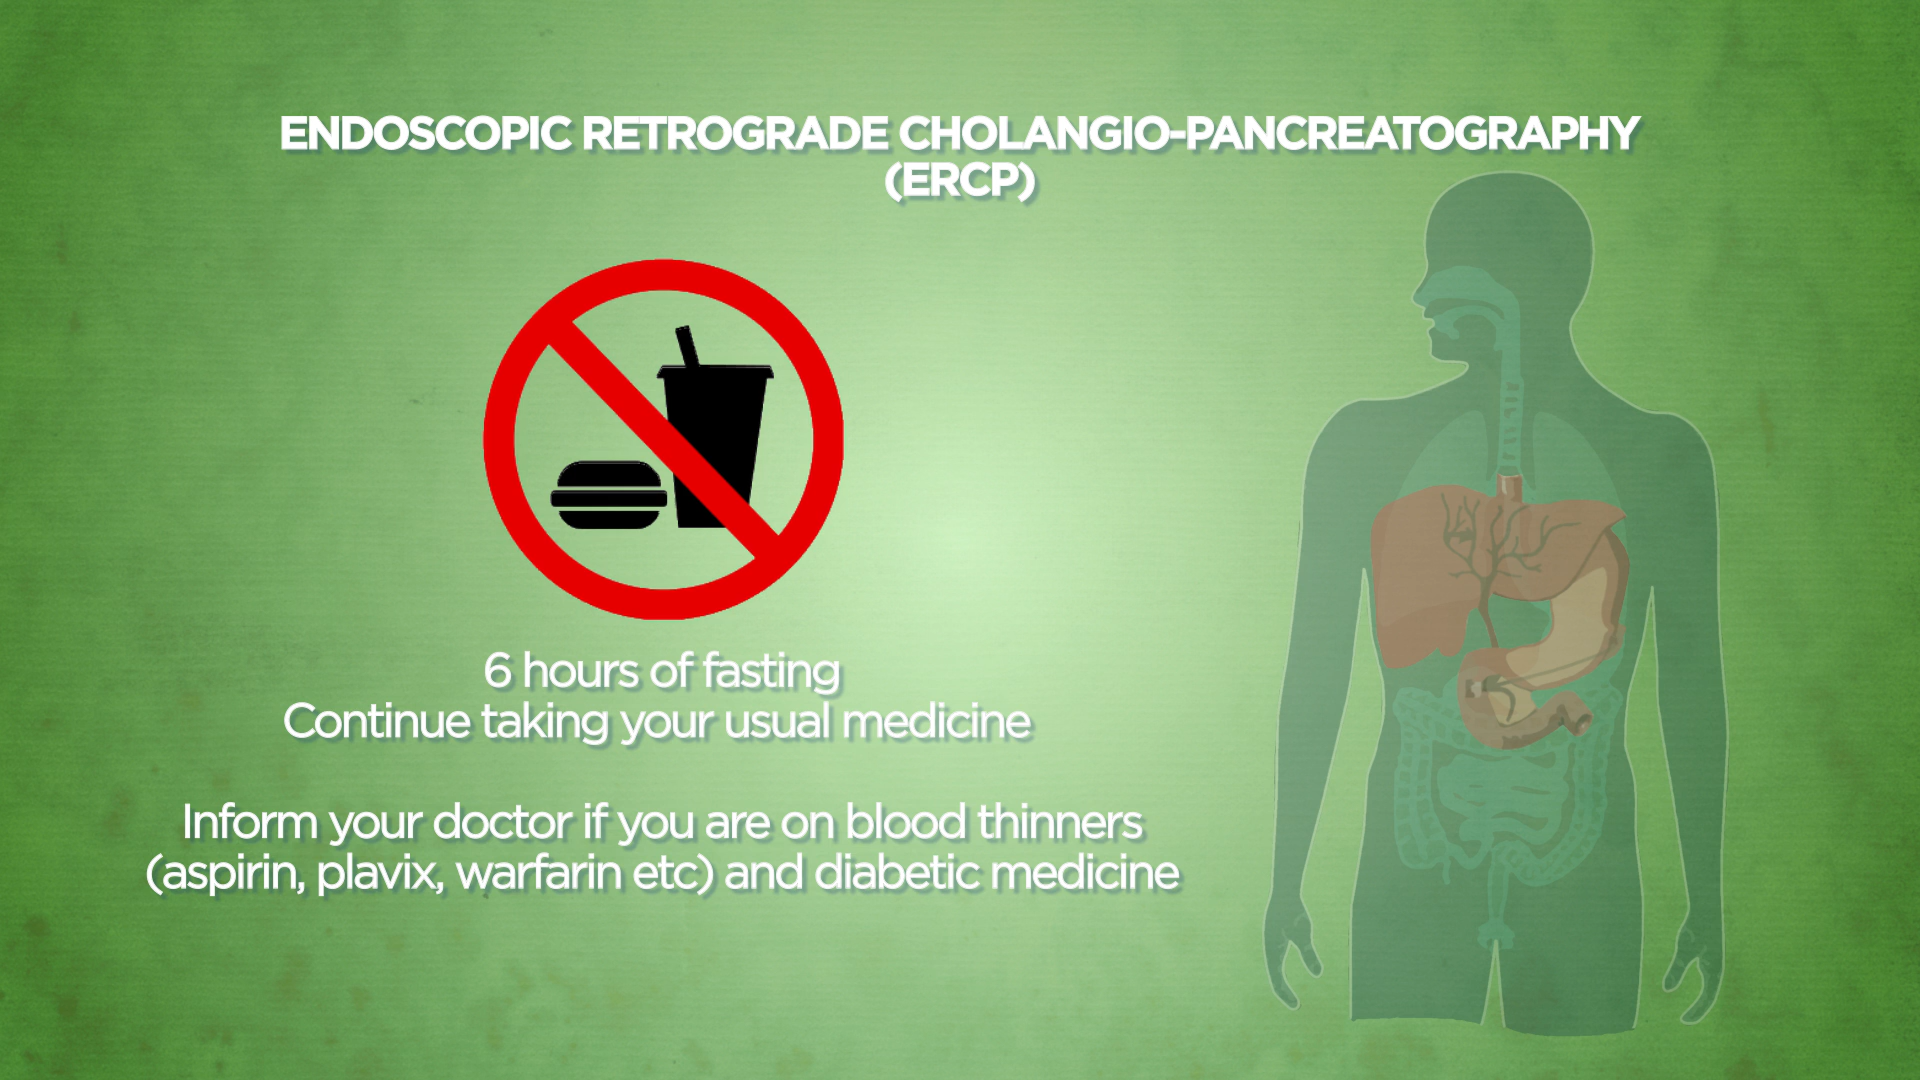 ENDOSCOPIC RETROGRADE CHOLANGIO-PANCREATOGRAPHY
(ERCP)
6 hours of fasting
Continue taking your usual medicine
Inform your doctor if you are on blood thinners
(aspirin, plavix, warfarin etc) and diabetic medicine